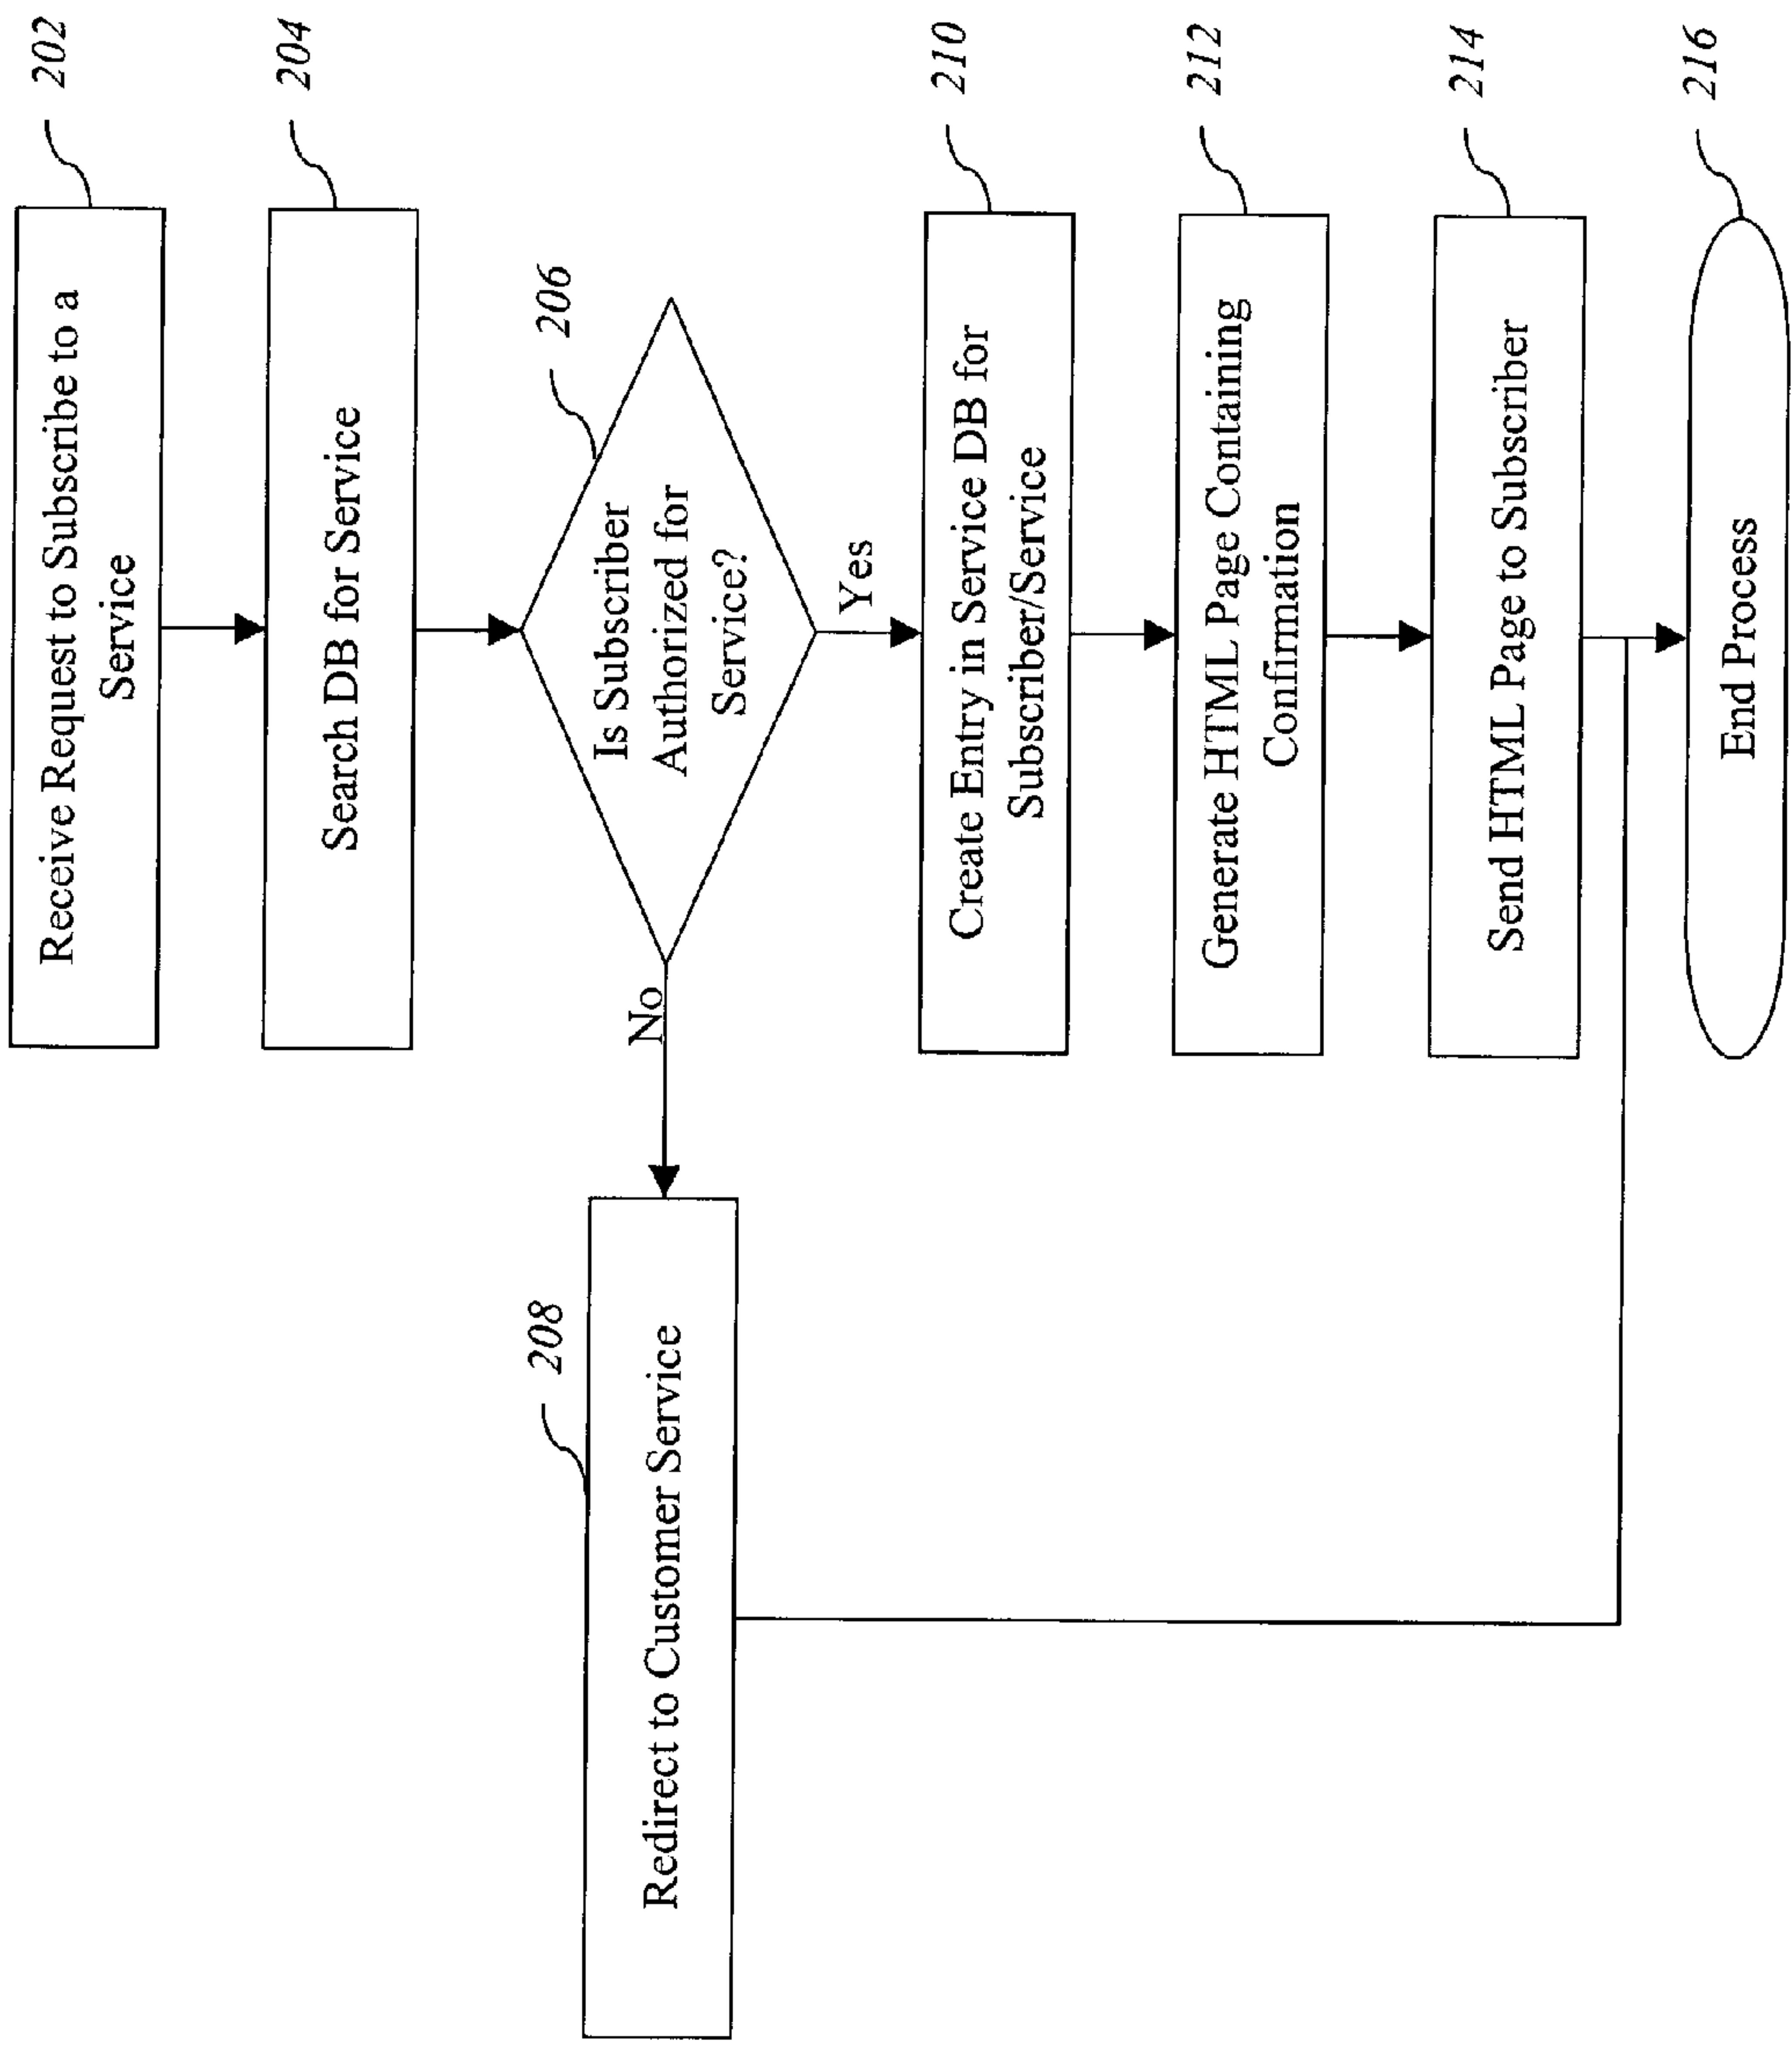 202
Receive Request to Subscribe to a
Service
204
Search DB for Service
206
Is Subscriber
Authorized for
Service?
No
Yes
208
Redirect to Customer Service
210
Create Entry in Service DB for
Subscriber/Service
212
Generate HTML Page Containing
Confirmation
214
Send HTML Page to Subscriber
216
End Process